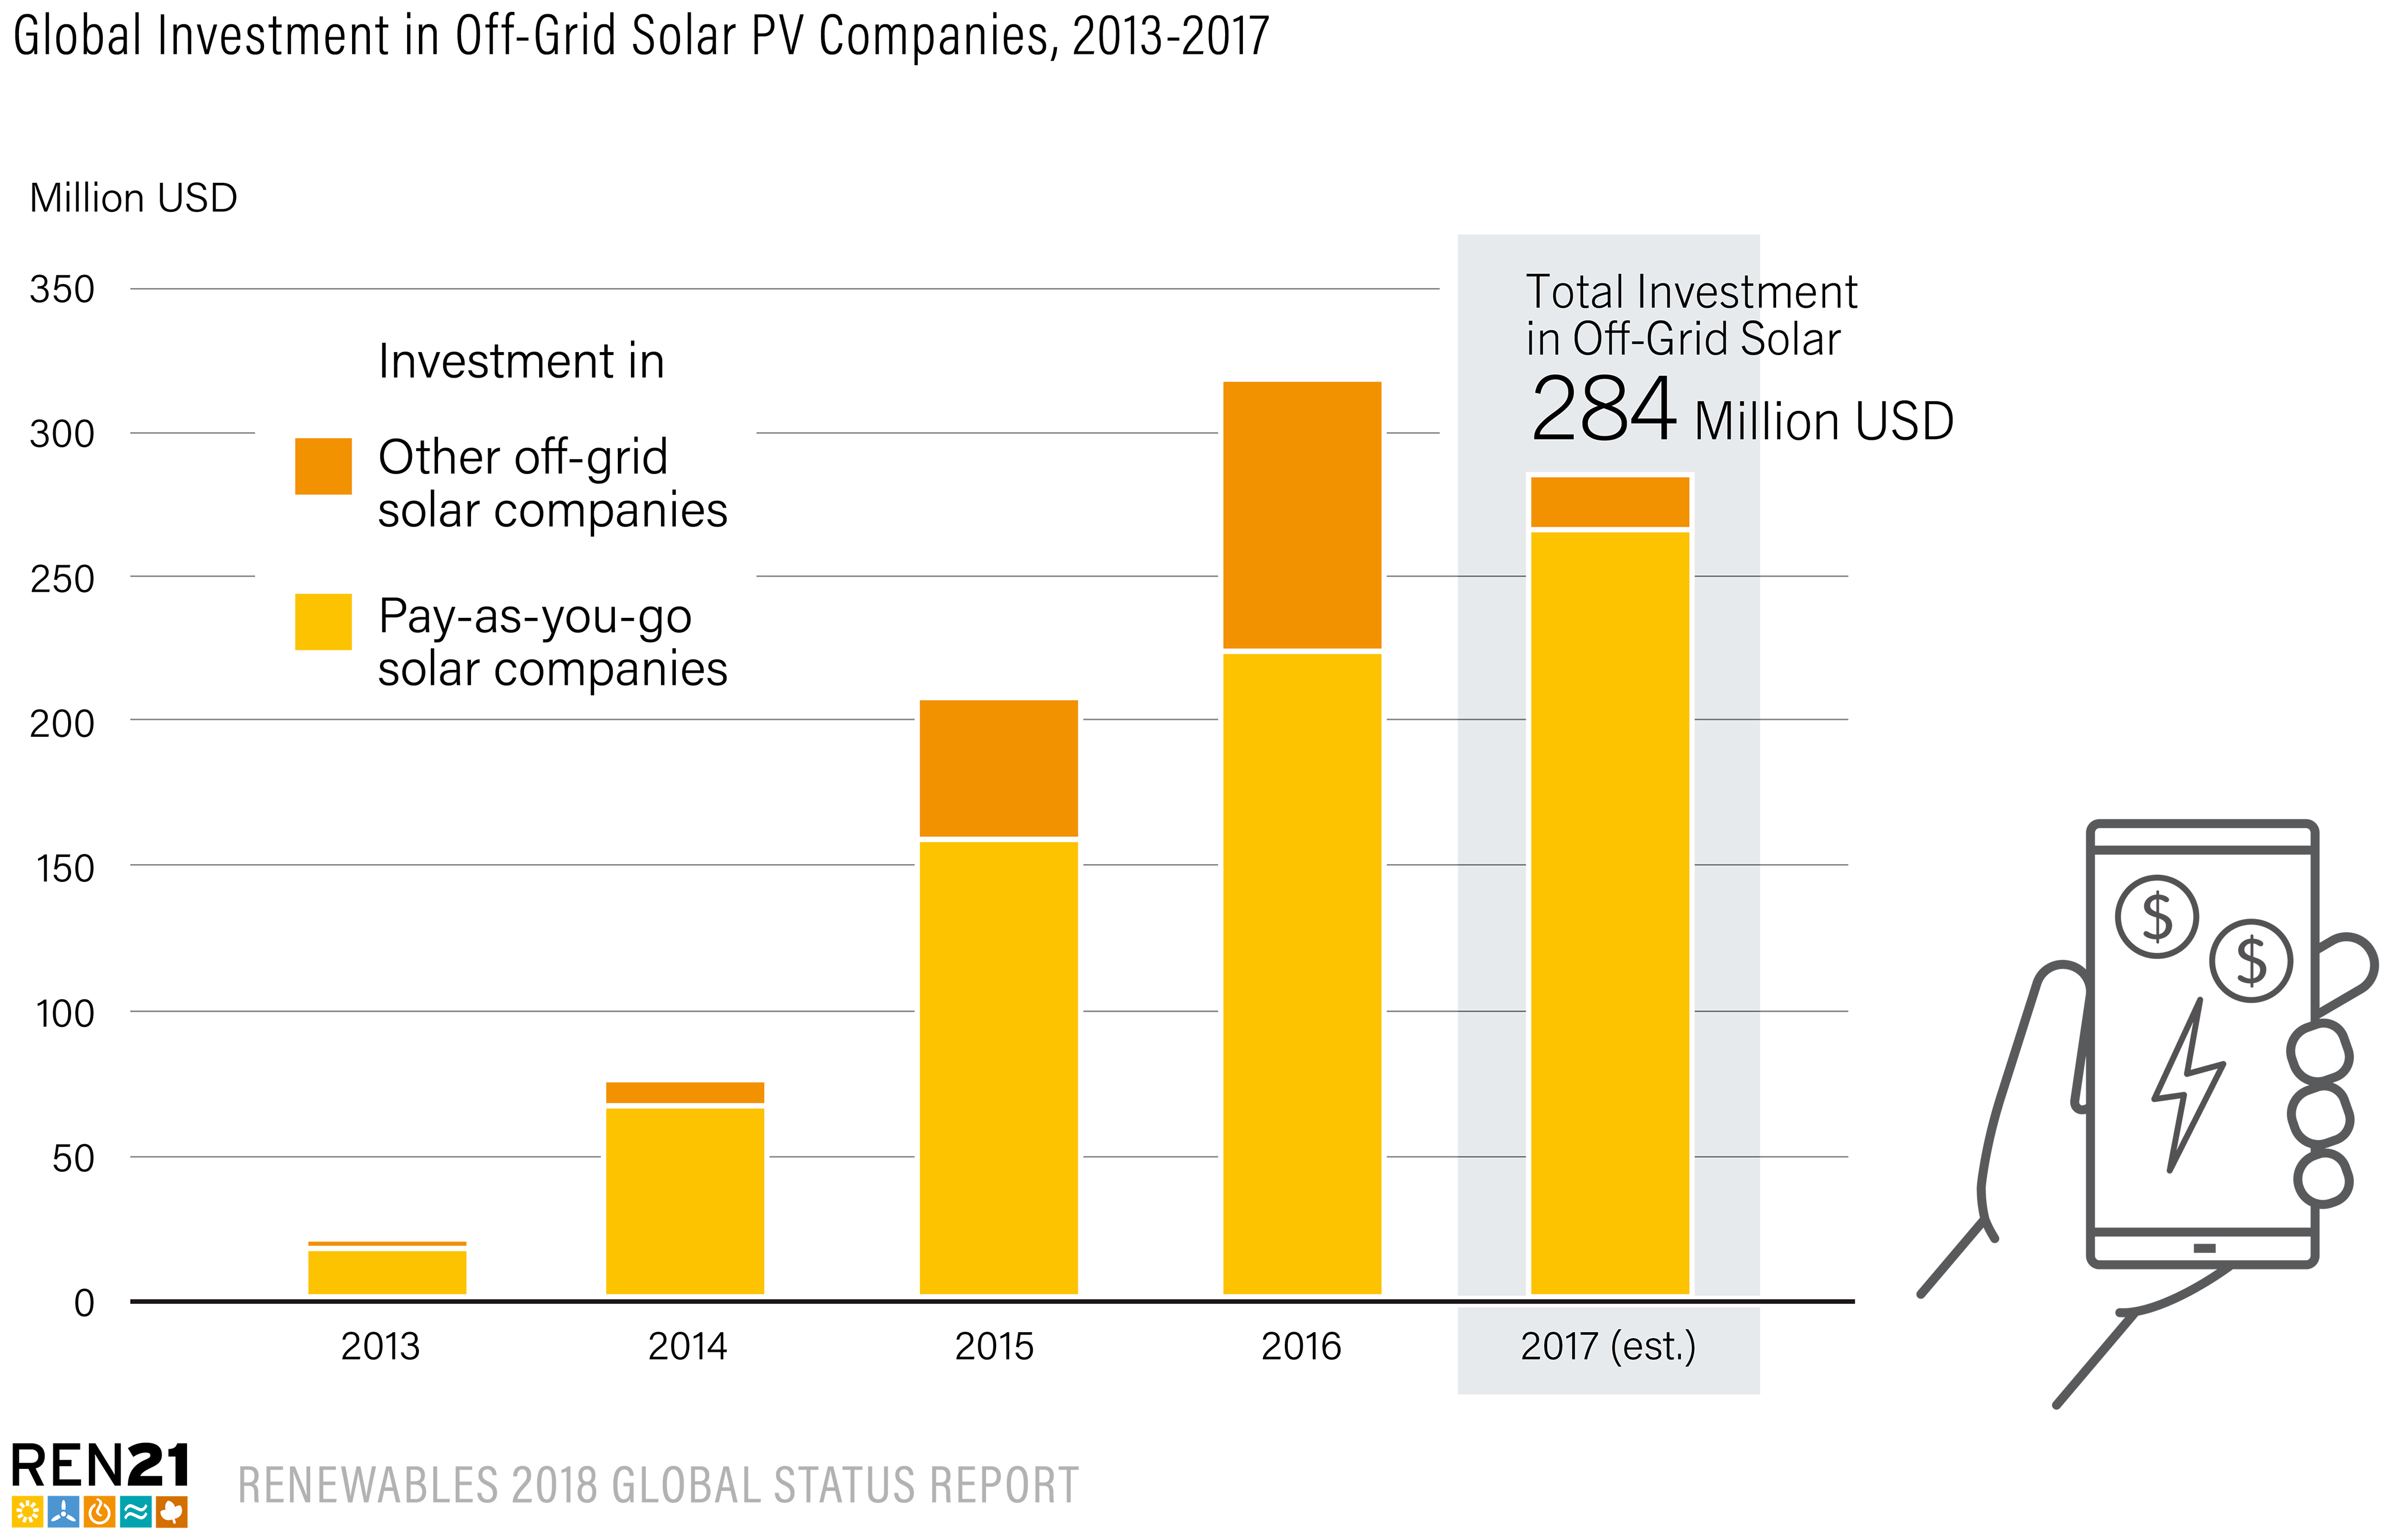 Global Investment in Off-Grid Solar PV Companies, 2013-2017
Million USD
350
300
250
200
150
100
50
0
Investment in
Other off-grid
solar companies
Pay-as-you-go
solar companies
Total Investment
in Off-Grid Solar
284 Million USD
$
$
2013
2014
2015
2016
2017 (est.)
REN21
RENEWABLES 2018 GLOBAL STATUS REPORT